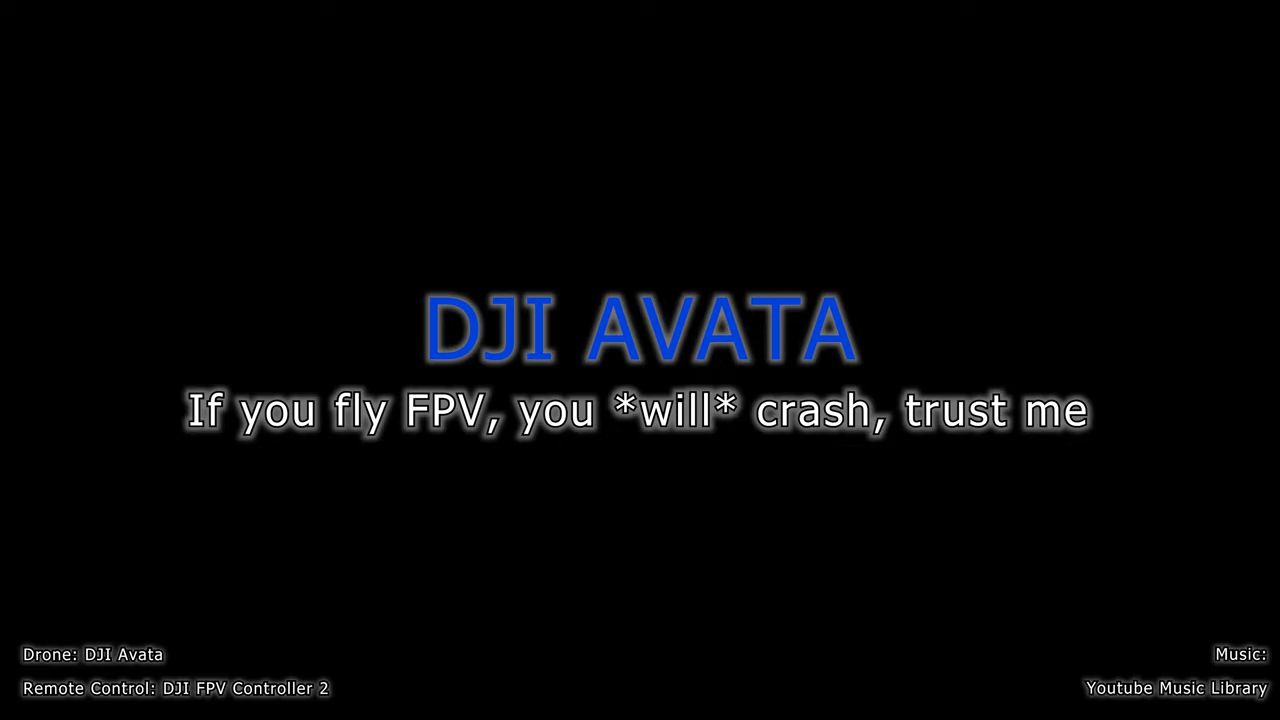 DJI AVATA
If you fly FPV, you *will* crash, trust me
Drone: DJI Avata
Remote Control: DJI FPV Controller 2
Music:
Youtube Music Library